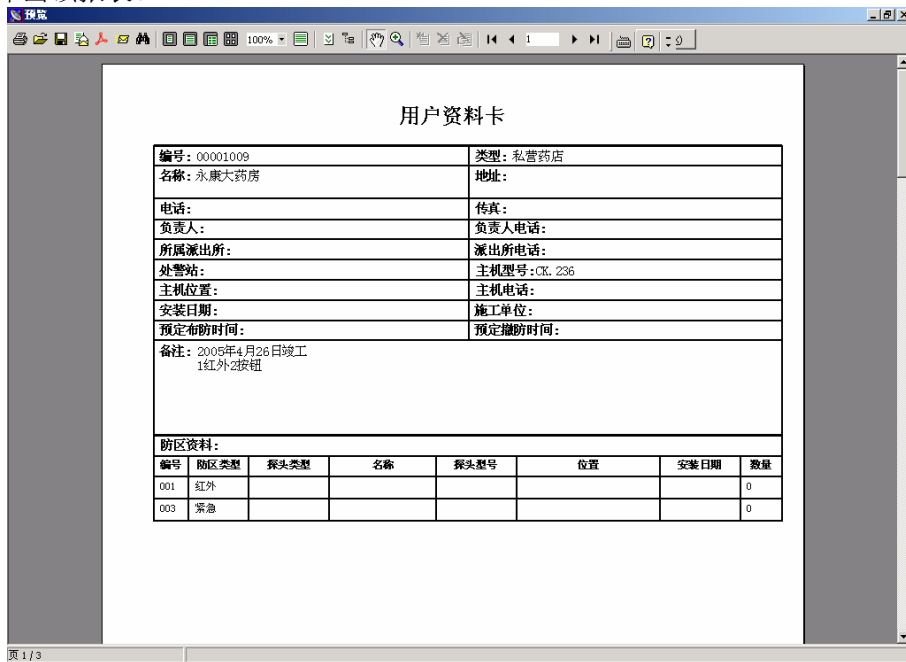 预览
100%
1
用户资料卡
编号: 00001009 类型: 私营药店
名称: 永康大药房 地址:
电话: 传真:
负责人: 负责人电话:
所属派出所: 派出所电话:
处警站: 主机型号:CK.236
主机位置: 主机电话:
安装日期: 施工单位:
预定布防时间: 预定撤防时间:
备注: 2005年4月26日竣工
1红外2按钮
防区资料:
编号 防区类型 探头类型 名称 探头型号 位置 安装日期 数量
001 红外 0
003 紧急 0
页 1/3